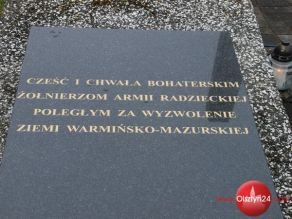 CZEŚĆ I CHWAŁA BOHATERSKIM
ŻOŁNIERZOM ARMII RADZIECKIEJ
POLEGŁYM ZA WYZWOLENIE
ZIEMI WARMIŃSKO-MAZURSKIEJ
Olsztyn24